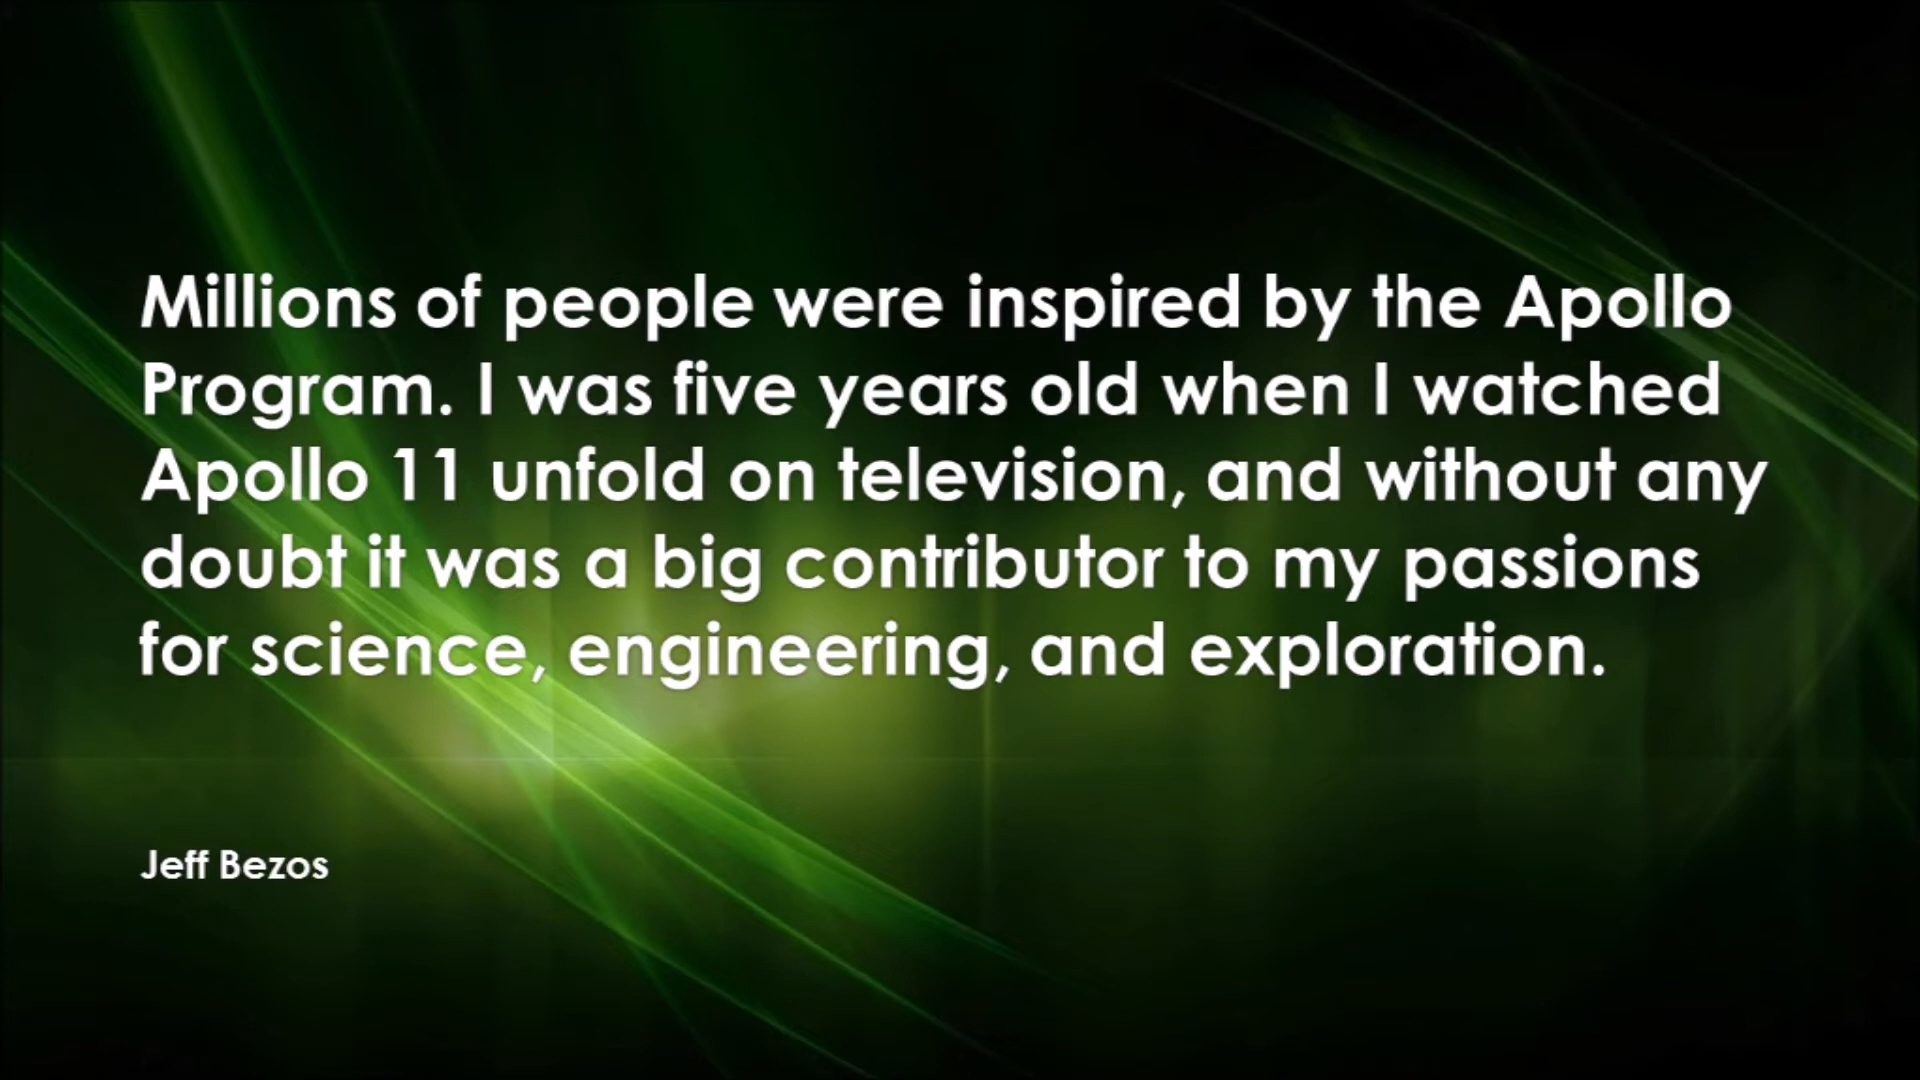 Millions of people were inspired by the Apollo
Program. I was five years old when I watched
Apollo 11 unfold on television, and without any
doubt it was a big contributor to my passions
for science, engineering, and exploration.
Jeff Bezos